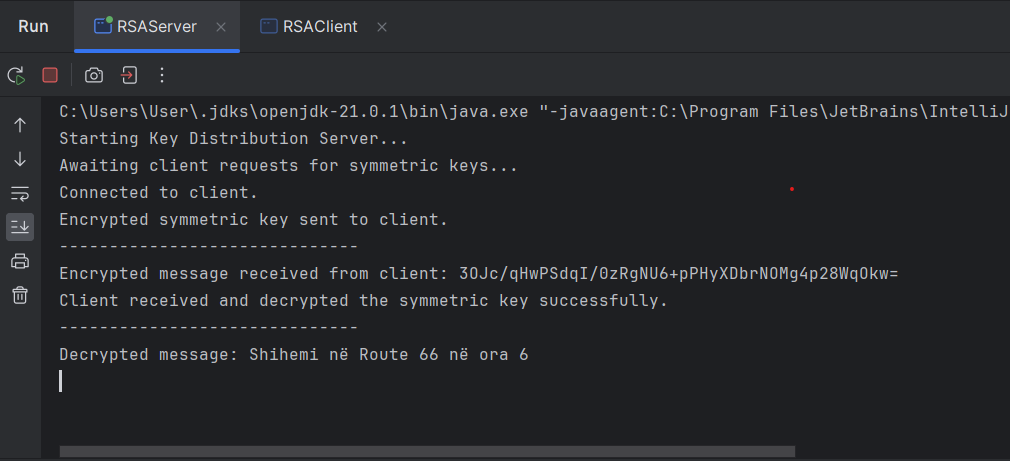 Run RSAServer RSAClient
C:\Users\User\.jdks\openjdk-21.0.1\bin\java.exe "-javaagent:C:\Program Files\JetBrains\IntelliJ
Starting Key Distribution Server...
Awaiting client requests for symmetric keys...
Connected to client.
Encrypted symmetric key sent to client.
------------------------------
Encrypted message received from client: 3OJc/qHwPSdqI/0zRgNU6+pPHyXDbrNOMg4p28WqOkw=
Client received and decrypted the symmetric key successfully.
------------------------------
Decrypted message: Shihemi në Route 66 në ora 6